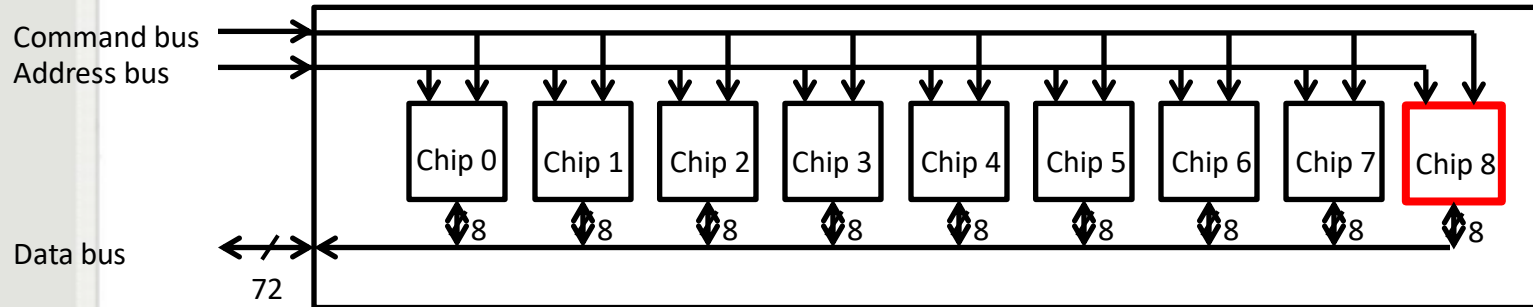 Command bus
Address bus
Chip 0 Chip 1 Chip 2 Chip 3 Chip 4 Chip 5 Chip 6 Chip 7 Chip 8
8 8 8 8 8 8 8 8 8
Data bus
72